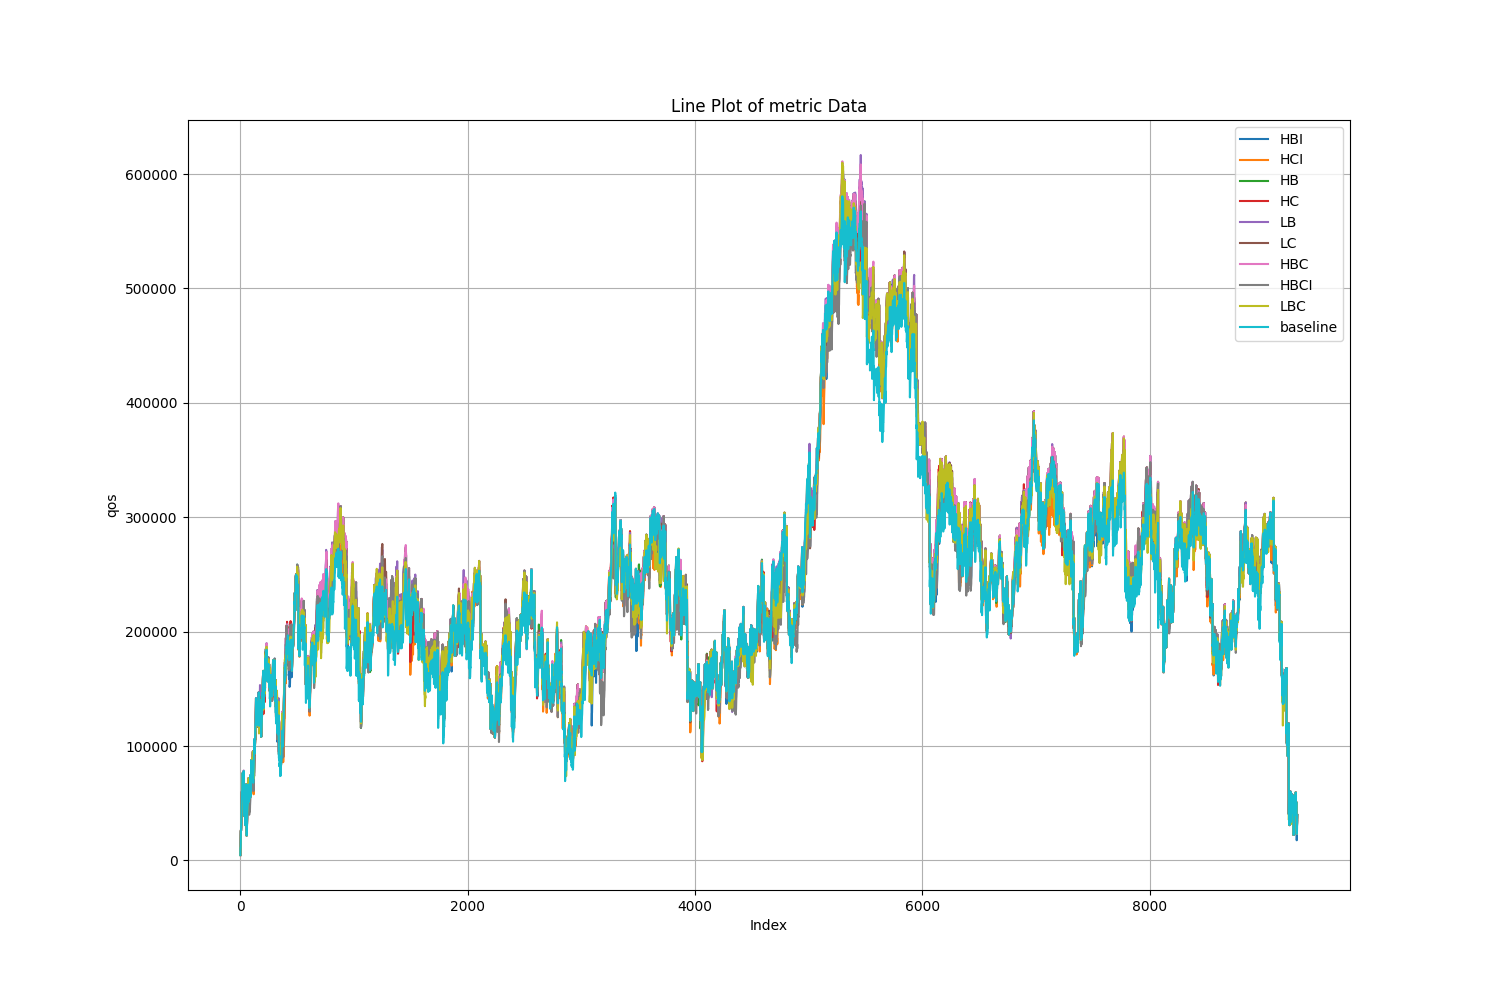 Line Plot of metric Data
600000
500000
400000
300000
200000
100000
0
qos
0 2000 4000 6000 8000
Index
HBI
HCI
HB
HC
LB
LC
HBC
HBCI
LBC
baseline